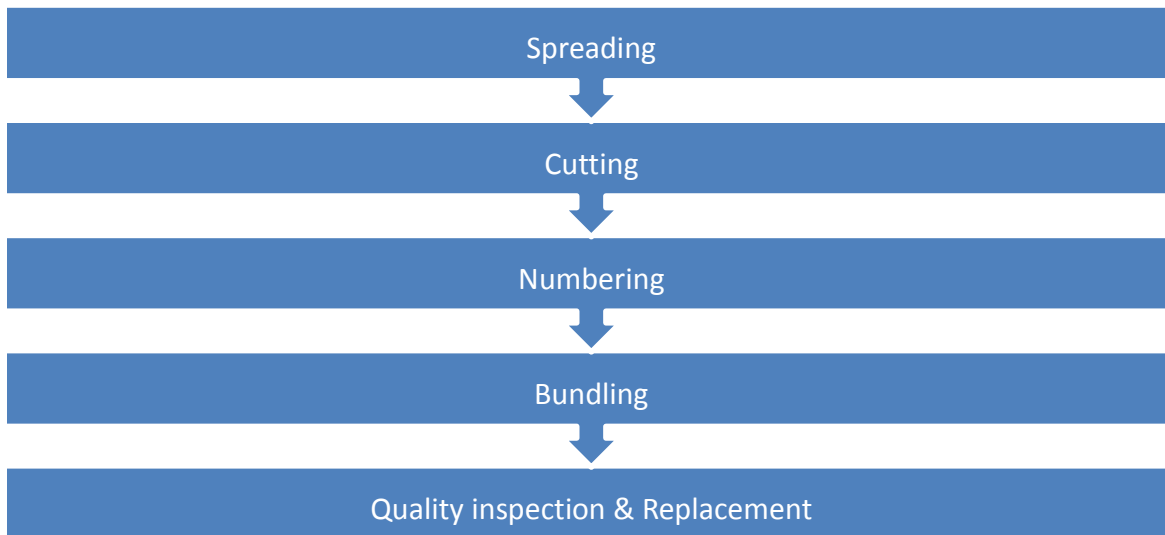 Spreading
Cutting
Numbering
Bundling
Quality inspection & Replacement